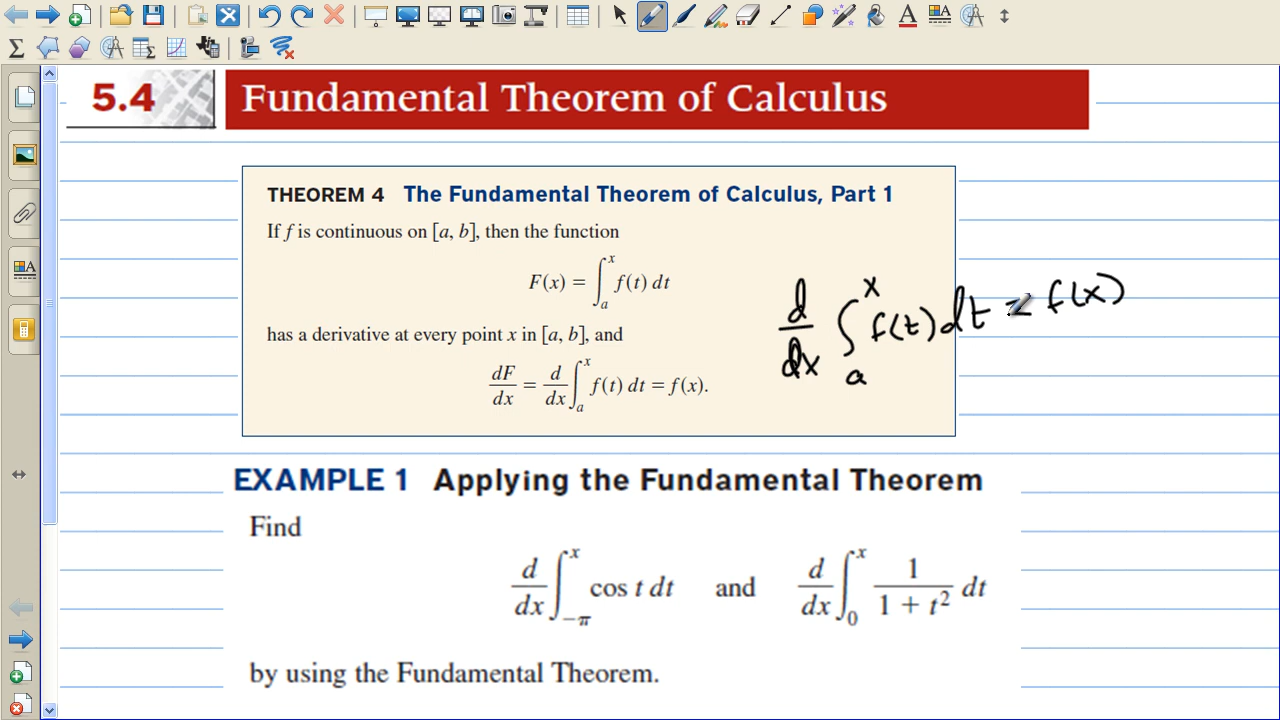 5.4 Fundamental Theorem of Calculus
THEOREM 4 The Fundamental Theorem of Calculus, Part 1
If f is continuous on [a, b], then the function
F(x) = ∫_a^x f(t) dt
has a derivative at every point x in [a, b], and
dF/dx = d/dx ∫_a^x f(t) dt = f(x).
d/dx ∫_a^x f(t) dt = f(x)
EXAMPLE 1 Applying the Fundamental Theorem
Find
d/dx ∫_{-π}^x cos t dt and d/dx ∫_0^x 1/(1 + t²) dt
by using the Fundamental Theorem.